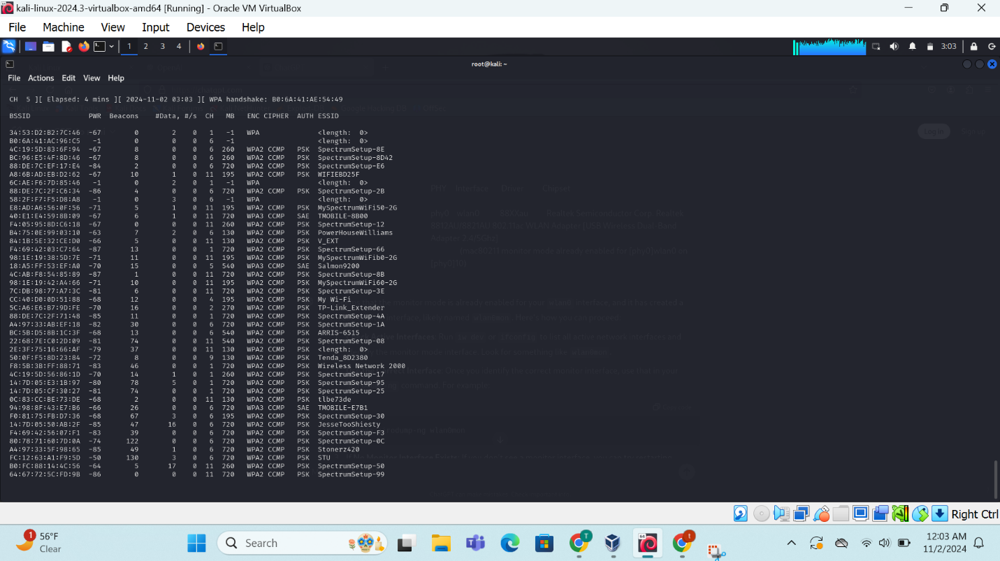 kali-linux-2024.3-virtualbox-amd64 [Running] - Oracle VM VirtualBox
File Machine View Input Devices Help
1 2 3 4 3:03
root@kali: ~
File Actions Edit View Help
CH 5 ][ Elapsed: 4 mins ][ 2024-11-02 03:03 ][ WPA handshake: B0:6A:41:AE:54:49
BSSID PWR Beacons #Data, #/s CH MB ENC CIPHER AUTH ESSID
34:53:D2:B2:7C:46 -67 0 2 0 1 -1 WPA <length: 0>
B0:6A:41:AC:96:C5 -1 0 0 0 6 -1 <length: 0>
4C:19:5D:83:6F:94 -67 8 0 0 6 260 WPA2 CCMP PSK SpectrumSetup-8E
BC:96:E5:4F:8D:46 -67 8 0 0 6 260 WPA2 CCMP PSK SpectrumSetup-8D42
88:DE:7C:EF:17:E4 -84 2 0 0 6 720 WPA2 CCMP PSK SpectrumSetup-E6
A8:6B:AD:EB:D2:62 -67 10 1 0 11 195 WPA2 CCMP PSK WIFIEBD25F
6C:AE:F6:7D:85:46 -1 0 2 0 1 -1 WPA <length: 0>
88:DE:7C:2F:C6:34 -86 4 0 0 6 720 WPA2 CCMP PSK SpectrumSetup-2B
58:2F:F7:F5:D8:A8 -1 0 3 0 6 -1 WPA <length: 0>
E8:AD:A6:56:0F:56 -71 5 1 0 11 195 WPA2 CCMP PSK MySpectrumWiFi50-2G
40:E1:E4:59:8B:09 -67 6 1 0 11 720 WPA3 CCMP SAE TMOBILE-8B00
F4:05:95:8D:C6:18 -67 0 0 0 11 260 WPA2 CCMP PSK SpectrumSetup-12
B4:75:0E:99:03:10 -63 7 2 0 6 130 WPA2 CCMP PSK PowerHouseWilliams
84:1B:5E:32:CE:D0 -66 5 0 0 11 130 WPA2 CCMP PSK V_EXT
F4:69:42:03:C7:64 -87 13 0 0 1 720 WPA2 CCMP PSK SpectrumSetup-66
98:1E:19:38:5D:7E -71 11 0 0 11 195 WPA2 CCMP PSK MySpectrumWiFib0-2G
18:A5:FF:53:EF:A0 -70 15 0 0 5 540 WPA3 CCMP SAE Salmon9200
4C:AB:F8:54:85:89 -87 1 0 0 11 720 WPA2 CCMP PSK SpectrumSetup-8B
98:1E:19:42:A4:66 -71 10 0 0 11 195 WPA2 CCMP PSK MySpectrumWiFi60-2G
7C:DB:98:77:A7:3C -81 6 0 0 11 720 WPA2 CCMP PSK SpectrumSetup-3E
CC:40:D0:0D:51:88 -68 12 0 0 4 195 WPA2 CCMP PSK My Wi-Fi
5C:A6:E6:B7:9D:FE -70 16 0 0 2 270 WPA2 CCMP PSK TP-Link_Extender
88:DE:7C:2F:71:48 -85 11 0 0 1 720 WPA2 CCMP PSK SpectrumSetup-4A
A4:97:33:AB:EF:18 -82 30 0 0 6 720 WPA2 CCMP PSK SpectrumSetup-1A
BC:5B:D5:8B:1C:3F -68 13 0 0 6 540 WPA2 CCMP PSK ARRIS-6515
22:68:7E:C0:2D:09 -81 74 0 0 11 540 WPA2 CCMP PSK SpectrumSetup-08
2E:3F:75:16:66:AF -79 37 0 0 11 130 WPA2 CCMP PSK <length: 0>
50:0F:F5:8D:23:84 -72 8 0 0 9 130 WPA2 CCMP PSK Tenda_8D2380
F8:5B:3B:FF:88:71 -83 46 0 0 1 720 WPA2 CCMP PSK Wireless Network 2000
4C:19:5D:56:86:1D -70 14 1 0 1 260 WPA2 CCMP PSK SpectrumSetup-17
14:7D:05:E3:1B:97 -80 78 5 0 1 720 WPA2 CCMP PSK SpectrumSetup-95
14:7D:05:CF:30:27 -81 74 0 0 1 720 WPA2 CCMP PSK SpectrumSetup-25
0C:83:CC:BE:73:DE -68 2 0 0 11 130 WPA2 CCMP PSK tlbe73de
94:98:8F:43:E7:B6 -66 26 0 0 6 720 WPA3 CCMP SAE TMOBILE-E7B1
F0:81:75:FB:D7:36 -68 67 3 0 6 195 WPA2 CCMP PSK SpectrumSetup-30
14:7D:05:50:AB:2F -85 47 16 0 6 720 WPA2 CCMP PSK JesseTooShiesty
F4:69:42:56:07:F1 -83 39 0 0 6 720 WPA2 CCMP PSK SpectrumSetup-F3
80:78:71:60:7D:0A -74 122 0 0 6 720 WPA2 CCMP PSK SpectrumSetup-0C
A4:97:33:5F:98:65 -85 49 1 0 6 720 WPA2 CCMP PSK Stonerz420
FC:12:63:A1:F9:5D -50 130 3 0 6 720 WPA2 CCMP PSK STU
B0:FC:88:14:4C:56 -64 5 17 0 11 260 WPA2 CCMP PSK SpectrumSetup-50
64:67:72:5C:FD:9B -86 0 0 0 11 720 WPA2 CCMP PSK SpectrumSetup-99
Right Ctrl
1
56°F
Clear
Search
12:03 AM
11/2/2024